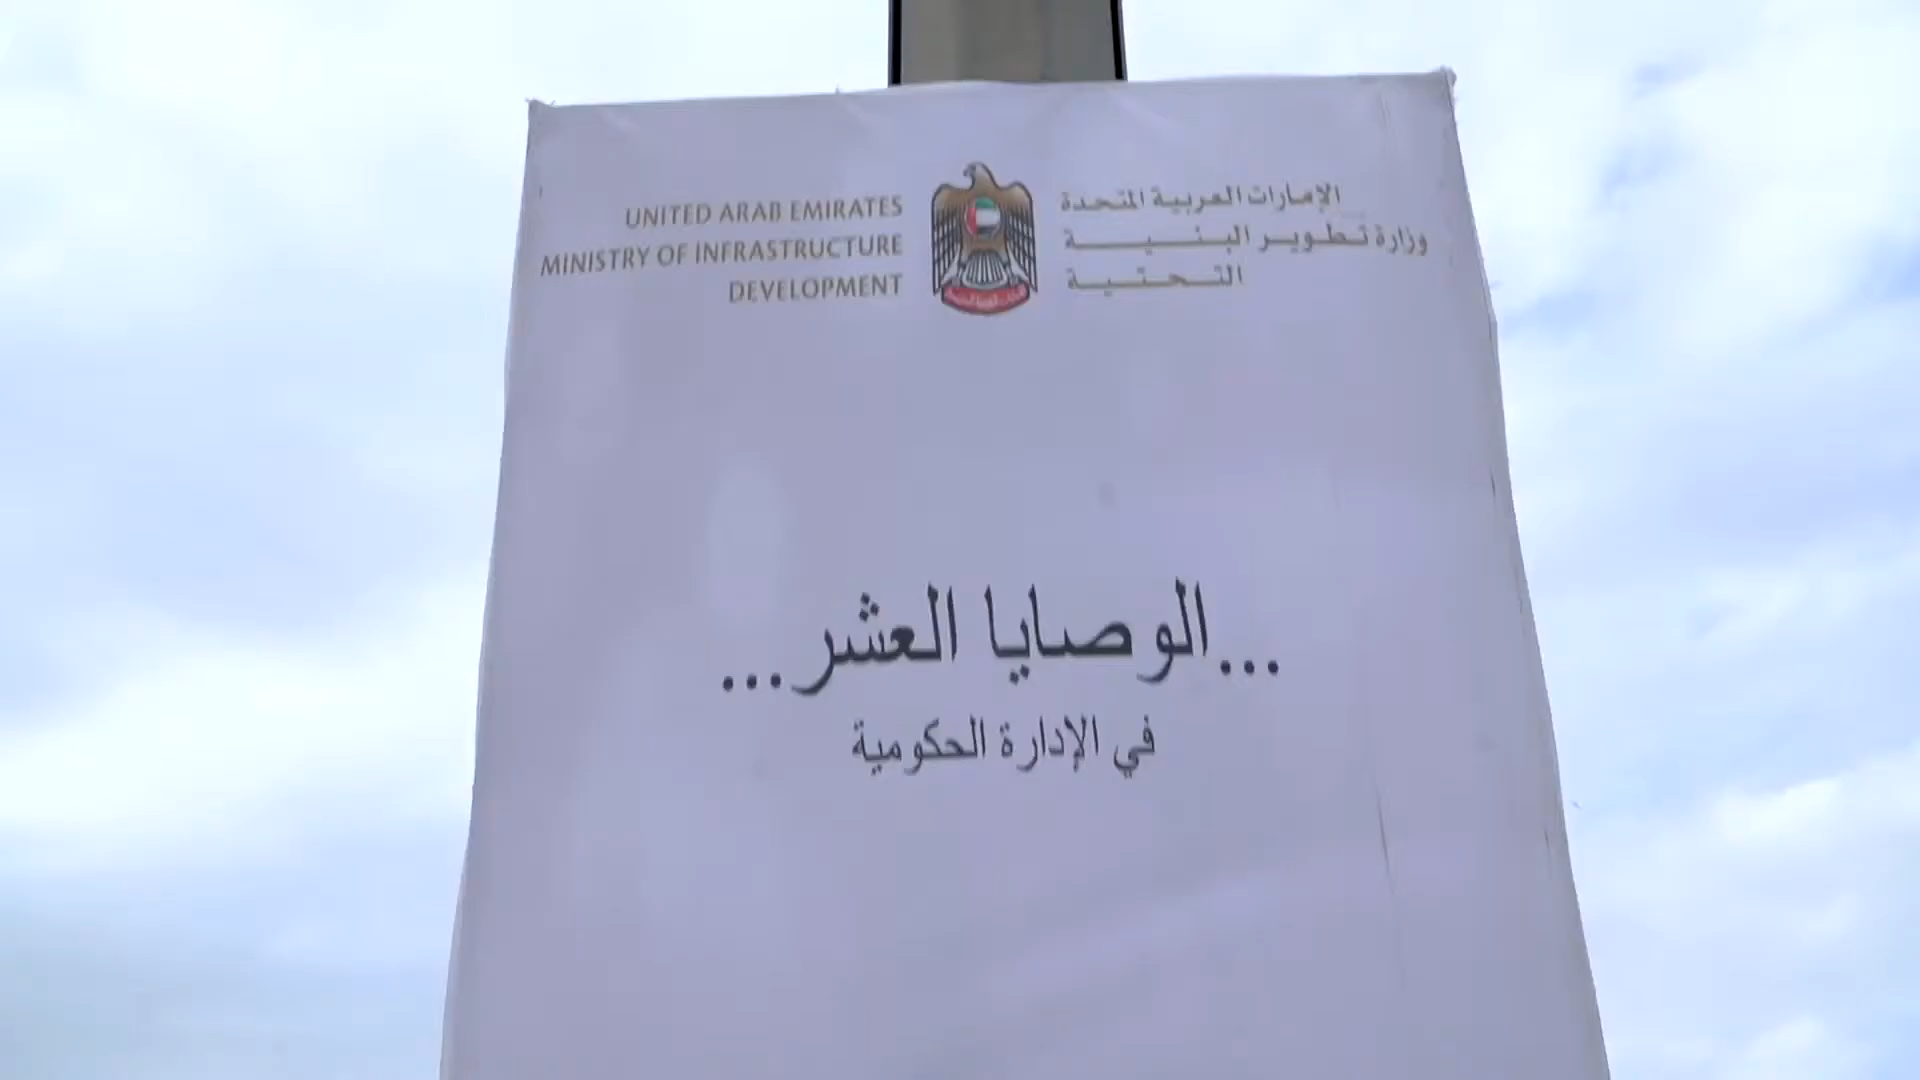 UNITED ARAB EMIRATES
MINISTRY OF INFRASTRUCTURE
DEVELOPMENT
الإمارات العربية المتحدة
وزارة تطوير البنية
التحتية
...الوصايا العشر...
في الإدارة الحكومية